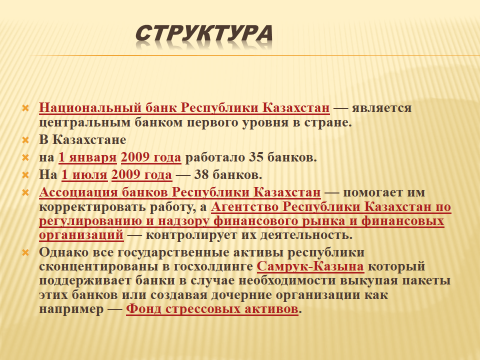 СТРУКТУРА
Национальный банк Республики Казахстан — является
центральным банком первого уровня в стране.
В Казахстане
на 1 января 2009 года работало 35 банков.
На 1 июля 2009 года — 38 банков.
Ассоциация банков Республики Казахстан — помогает им
корректировать работу, а Агентство Республики Казахстан по
регулированию и надзору финансового рынка и финансовых
организаций — контролирует их деятельность.
Однако все государственные активы республики
сконцентированы в госхолдинге Самрук-Казына который
поддерживает банки в случае необходимости выкупая пакеты
этих банков или создавая дочерние организации как
например — Фонд стрессовых активов.